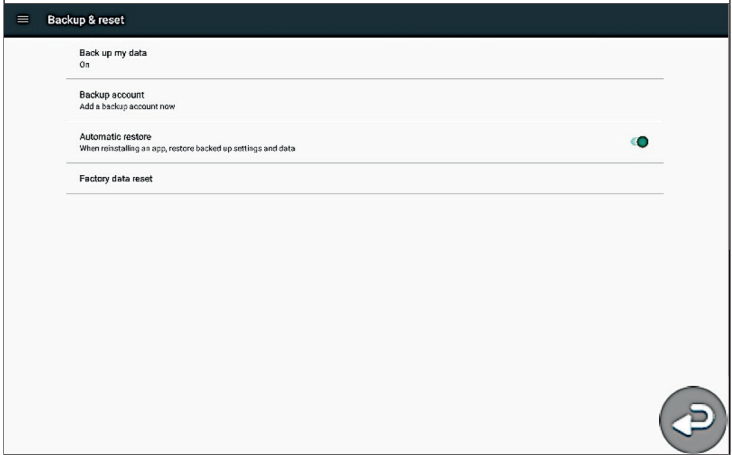 Backup & reset
Back up my data
On
Backup account
Add a backup account now
Automatic restore
When reinstalling an app, restore backed up settings and data
Factory data reset